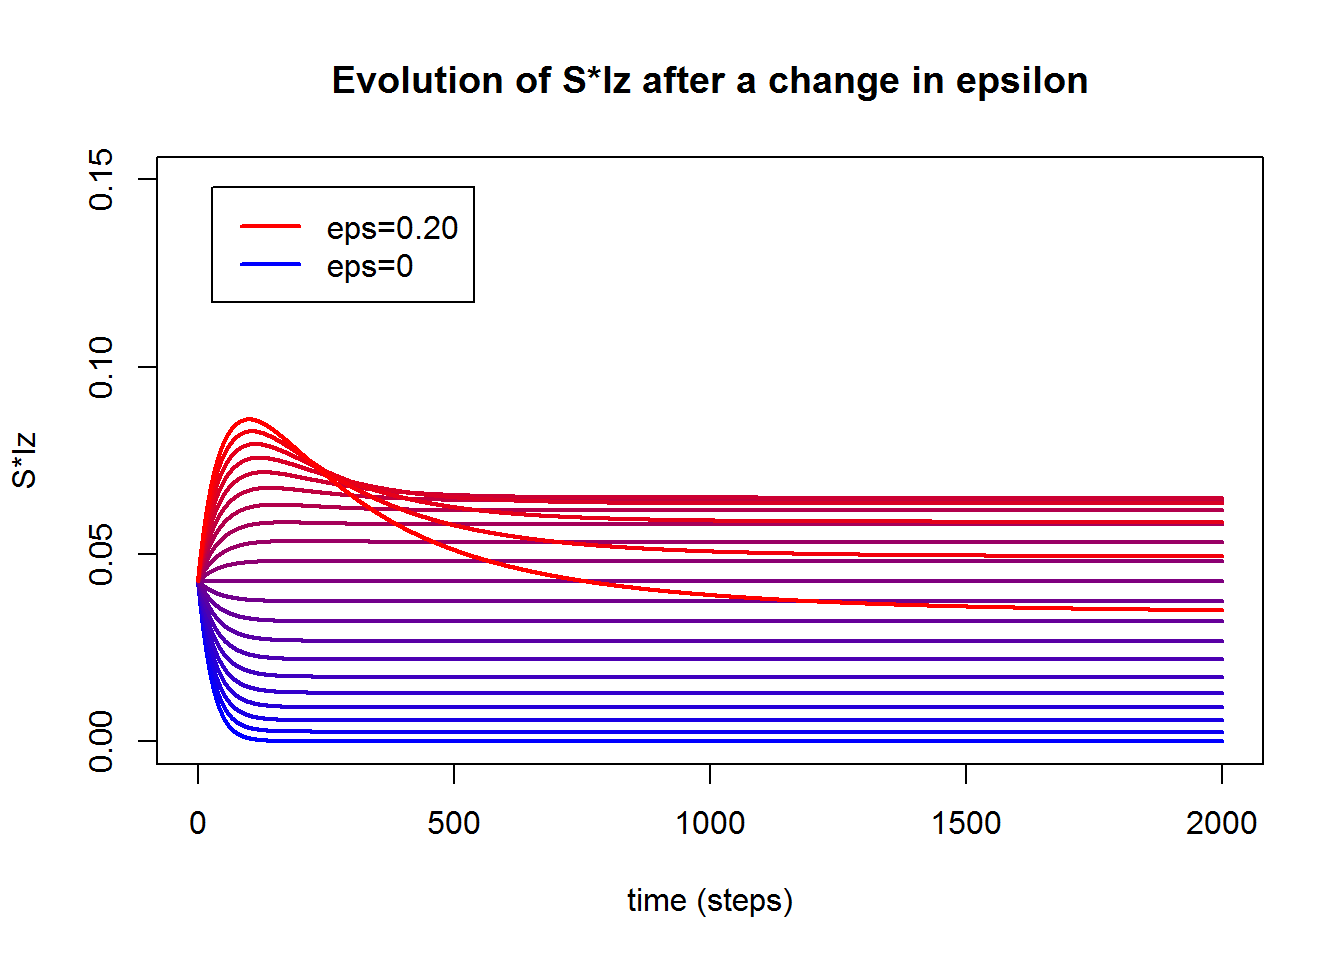 Evolution of S*Iz after a change in epsilon
0.15
eps=0.20
eps=0
0.10
S*Iz
0.05
0.00
0 500 1000 1500 2000
time (steps)